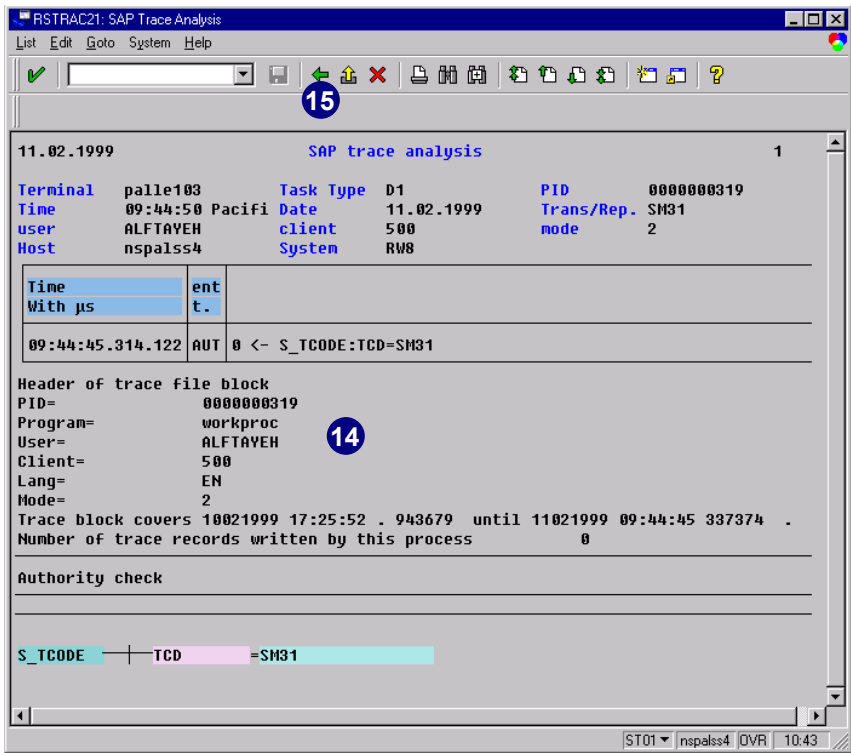 RSTRAC21: SAP Trace Analysis
List Edit Goto System Help
15
11.02.1999 SAP trace analysis 1
Terminal palle103 Task Type D1 PID 0000000319
Time 09:44:50 Pacifi Date 11.02.1999 Trans/Rep. SM31
user ALFTAYEH client 500 mode 2
Host nspalss4 System RW8
Time ent
With µs t.
09:44:45.314.122 AUT 0 <- S_TCODE:TCD=SM31
Header of trace file block
PID= 0000000319
Program= workproc
User= ALFTAYEH
14
Client= 500
Lang= EN
Mode= 2
Trace block covers 10021999 17:25:52 . 943679 until 11021999 09:44:45 337374 .
Number of trace records written by this process 0
Authority check
S_TCODE TCD =SM31
ST01 nspalss4 OVR 10:43